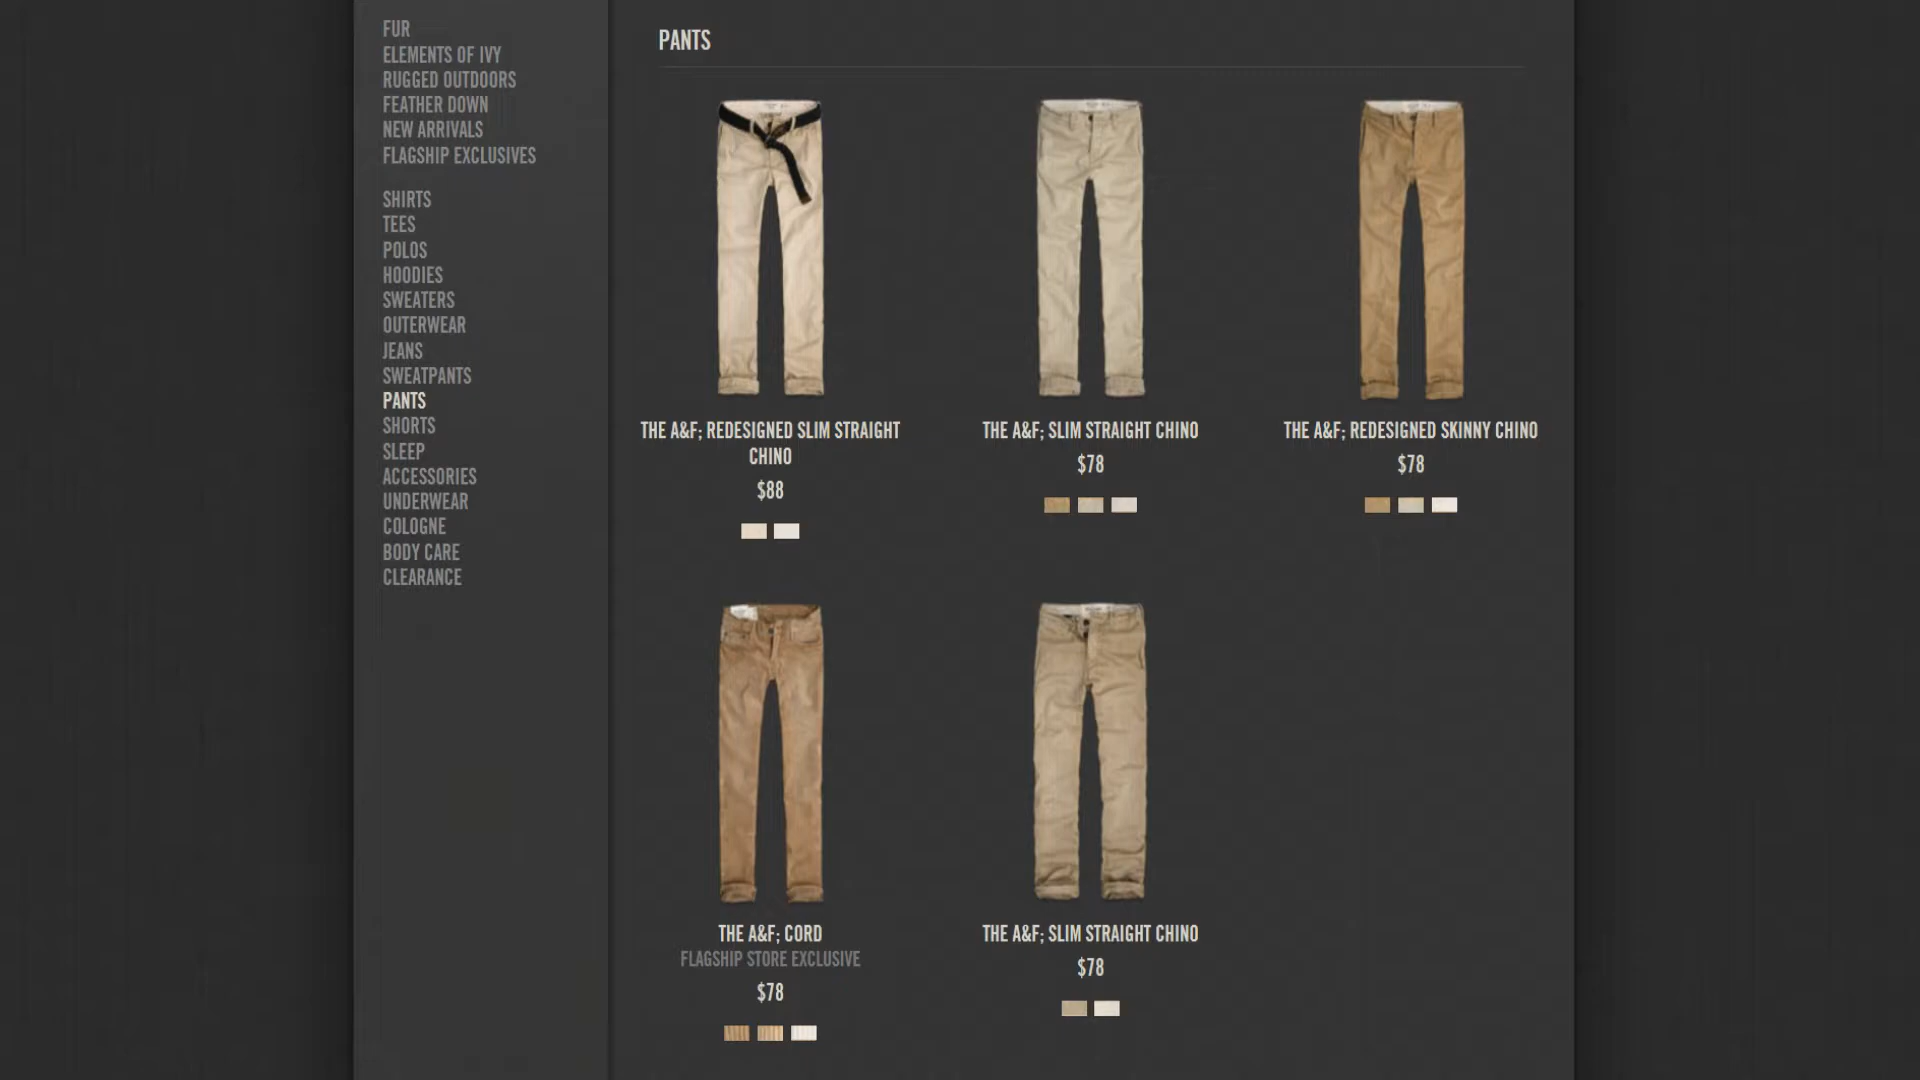 FUR
ELEMENTS OF IVY
RUGGED OUTDOORS
FEATHER DOWN
NEW ARRIVALS
FLAGSHIP EXCLUSIVES
SHIRTS
TEES
POLOS
HOODIES
SWEATERS
OUTERWEAR
JEANS
SWEATPANTS
PANTS
SHORTS
SLEEP
ACCESSORIES
UNDERWEAR
COLOGNE
BODY CARE
CLEARANCE
PANTS
THE A&F; REDESIGNED SLIM STRAIGHT
CHINO
$88
THE A&F; SLIM STRAIGHT CHINO
$78
THE A&F; REDESIGNED SKINNY CHINO
$78
THE A&F; CORD
FLAGSHIP STORE EXCLUSIVE
$78
THE A&F; SLIM STRAIGHT CHINO
$78